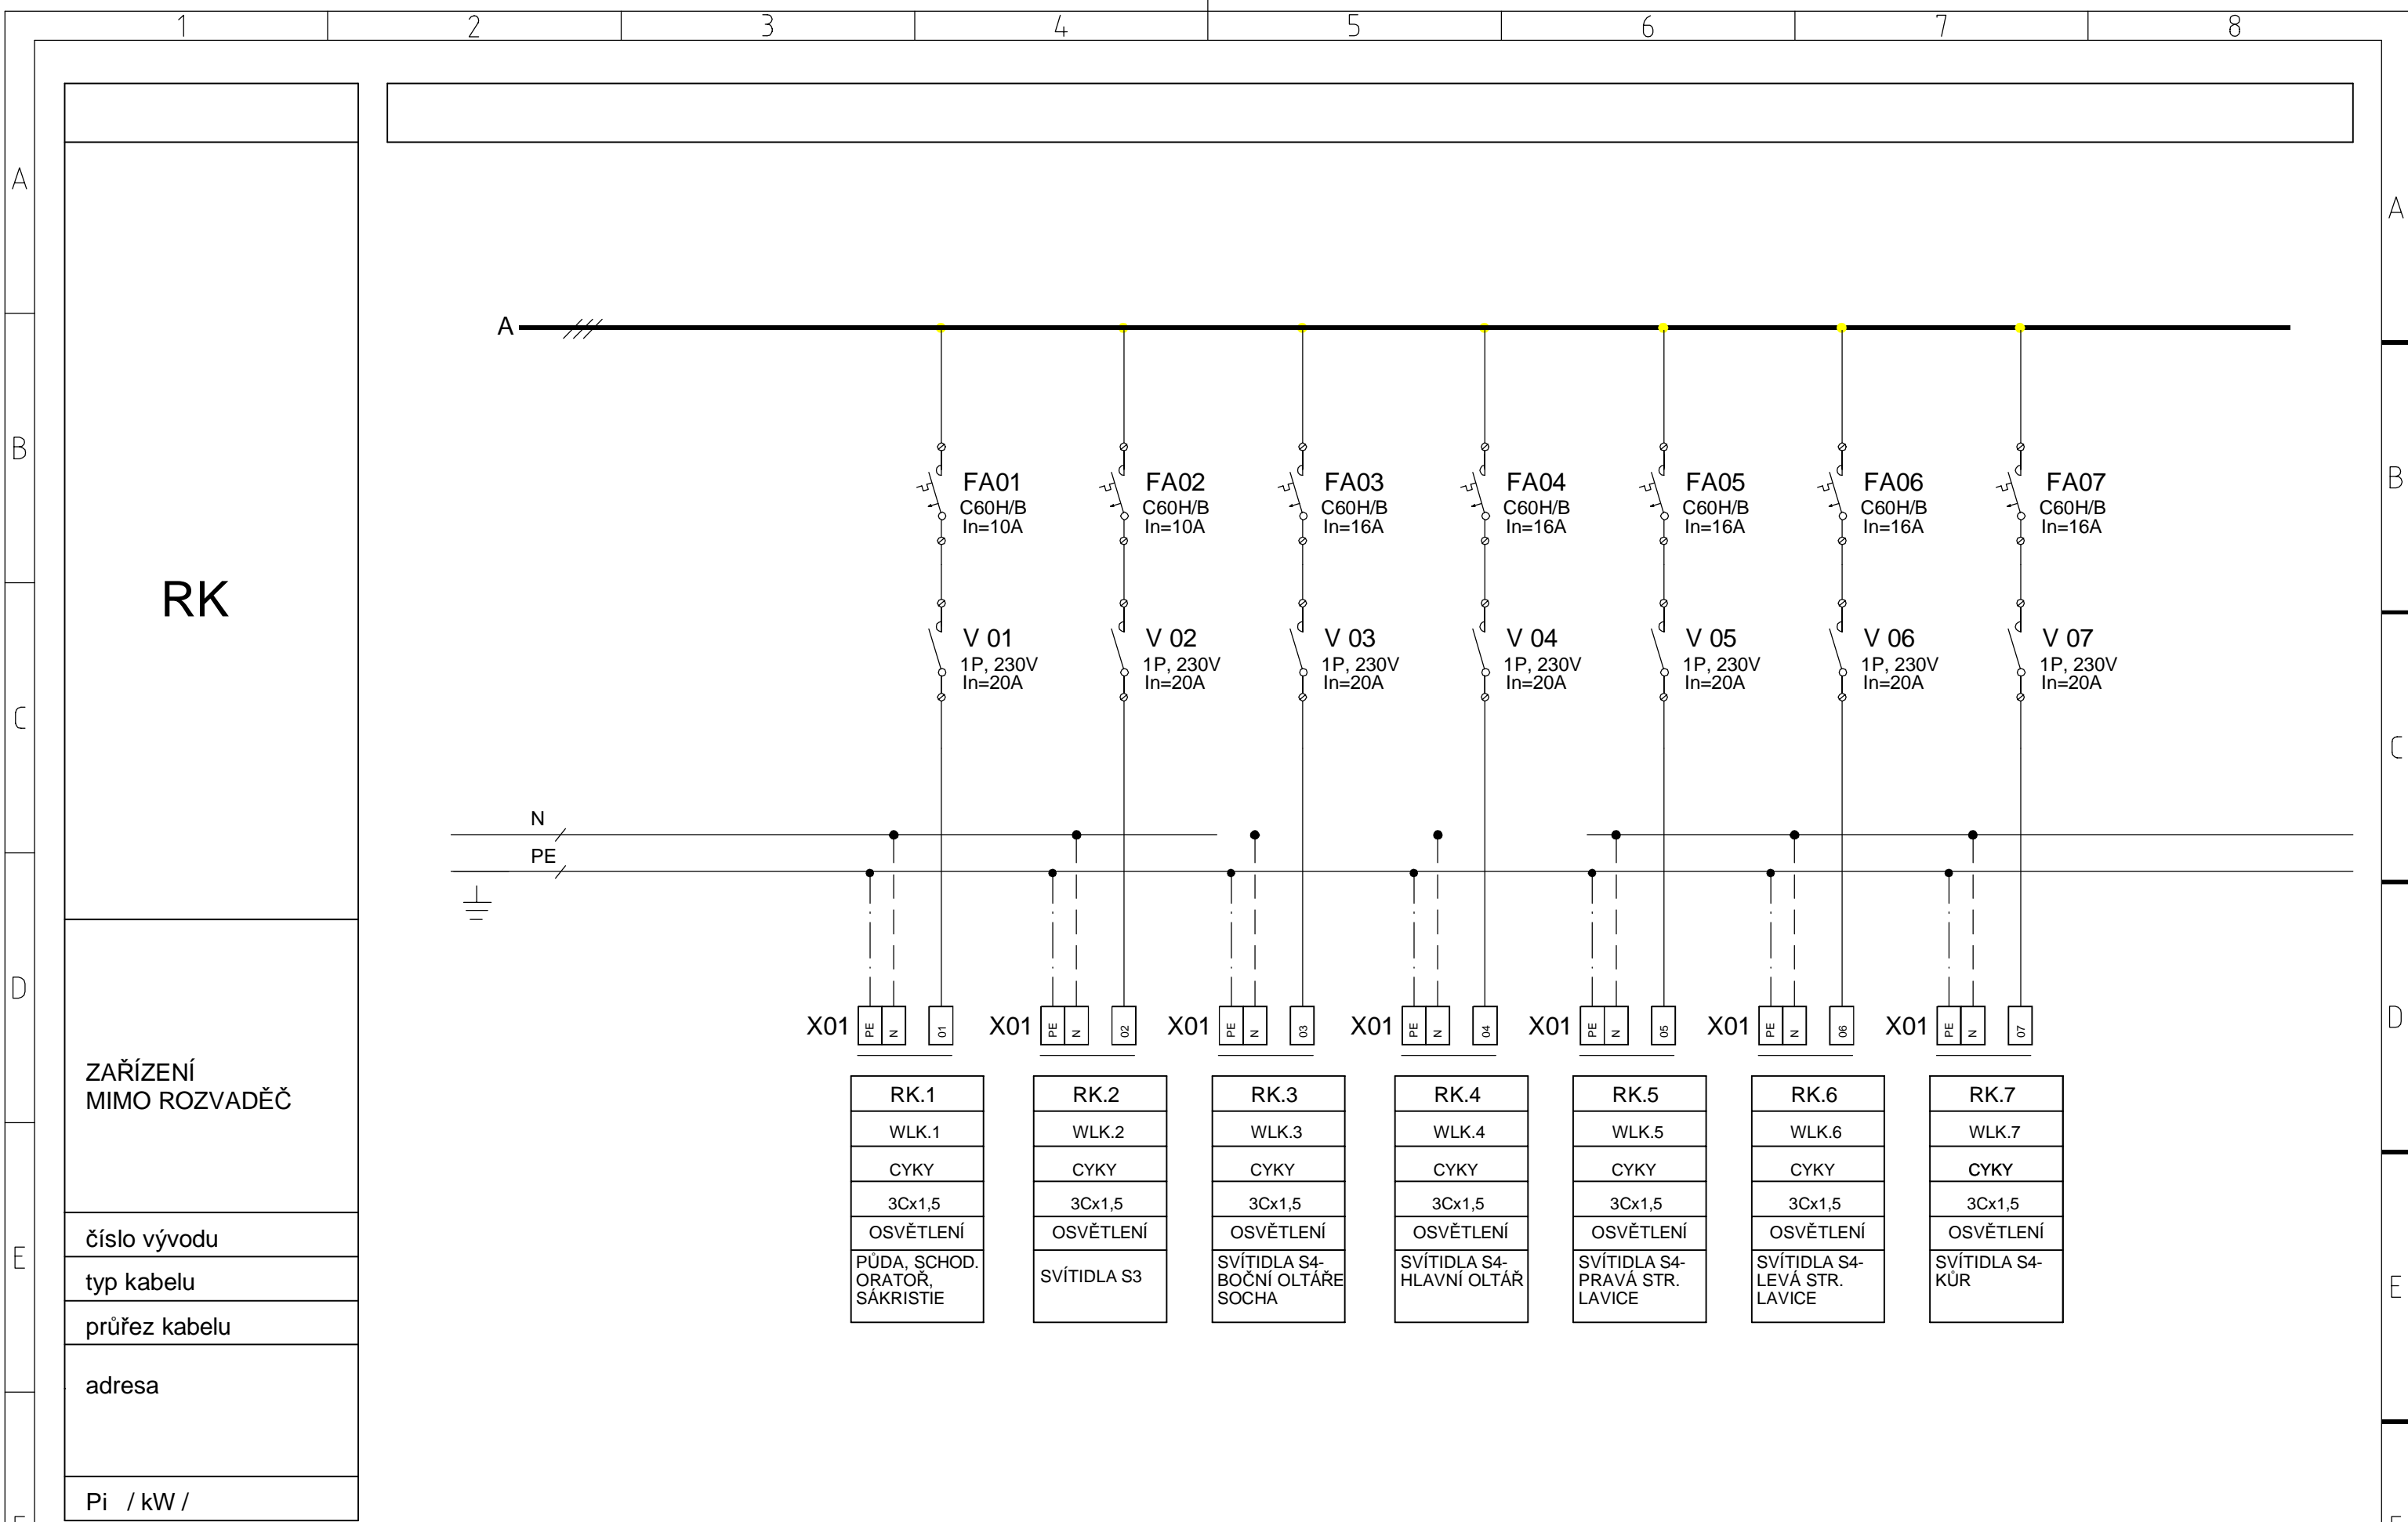 1 2 3 4 5 6 7 8
A A
B B
C C
D D
E E
RK
ZAŘÍZENÍ
MIMO ROZVADĚČ
číslo vývodu
typ kabelu
průřez kabelu
adresa
Pi / kW /
A
FA01 FA02 FA03 FA04 FA05 FA06 FA07
C60H/B C60H/B C60H/B C60H/B C60H/B C60H/B C60H/B
In=10A In=10A In=16A In=16A In=16A In=16A In=16A
V 01 V 02 V 03 V 04 V 05 V 06 V 07
1P, 230V 1P, 230V 1P, 230V 1P, 230V 1P, 230V 1P, 230V 1P, 230V
In=20A In=20A In=20A In=20A In=20A In=20A In=20A
N
PE
X01 PE N 01 X01 PE N 02 X01 PE N 03 X01 PE N 04 X01 PE N 05 X01 PE N 06 X01 PE N 07
RK.1 RK.2 RK.3 RK.4 RK.5 RK.6 RK.7
WLK.1 WLK.2 WLK.3 WLK.4 WLK.5 WLK.6 WLK.7
CYKY CYKY CYKY CYKY CYKY CYKY CYKY
3Cx1,5 3Cx1,5 3Cx1,5 3Cx1,5 3Cx1,5 3Cx1,5 3Cx1,5
OSVĚTLENÍ OSVĚTLENÍ OSVĚTLENÍ OSVĚTLENÍ OSVĚTLENÍ OSVĚTLENÍ OSVĚTLENÍ
PŮDA, SCHOD.
ORATOŘ,
SÁKRISTIE
SVÍTIDLA S3
SVÍTIDLA S4-
BOČNÍ OLTÁŘE
SOCHA
SVÍTIDLA S4-
HLAVNÍ OLTÁŘ
SVÍTIDLA S4-
PRAVÁ STR.
LAVICE
SVÍTIDLA S4-
LEVÁ STR.
LAVICE
SVÍTIDLA S4-
KŮR